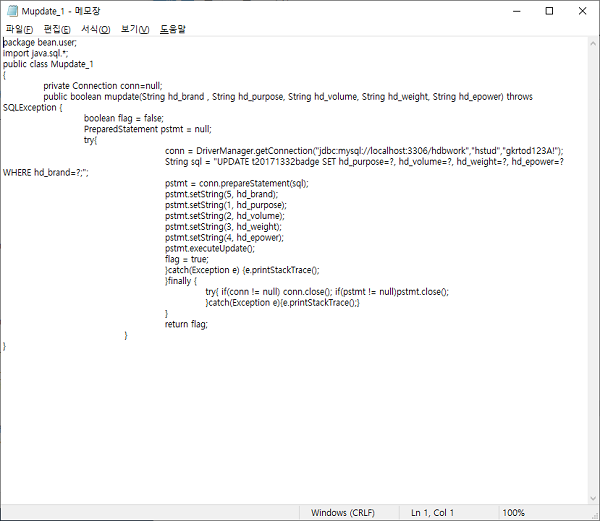 Mupdate_1 - 메모장
파일(F) 편집(E) 서식(O) 보기(V) 도움말
package bean.user;
import java.sql.*;
public class Mupdate_1
{
private Connection conn=null;
public boolean mupdate(String hd_brand , String hd_purpose, String hd_volume, String hd_weight, String hd_epower) throws
SQLException {
boolean flag = false;
PreparedStatement pstmt = null;
try{
conn = DriverManager.getConnection("jdbc:mysql://localhost:3306/hdbwork","hstud","gkrtod123A!");
String sql = "UPDATE t20171332badge SET hd_purpose=?, hd_volume=?, hd_weight=?, hd_epower=?
WHERE hd_brand=?;";
pstmt = conn.prepareStatement(sql);
pstmt.setString(5, hd_brand);
pstmt.setString(1, hd_purpose);
pstmt.setString(2, hd_volume);
pstmt.setString(3, hd_weight);
pstmt.setString(4, hd_epower);
pstmt.executeUpdate();
flag = true;
}catch(Exception e) {e.printStackTrace();
}finally {
try{ if(conn != null) conn.close(); if(pstmt != null)pstmt.close();
}catch(Exception e){e.printStackTrace();}
}
return flag;
}
}
Windows (CRLF) Ln 1, Col 1 100%